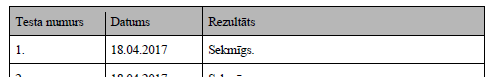 Testa numurs Datums Rezultāts
1. 18.04.2017 Sekmīgs.